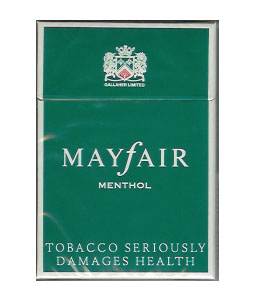 GALLAHER LIMITED
MAYfAIR
MENTHOL
TOBACCO SERIOUSLY
DAMAGES HEALTH